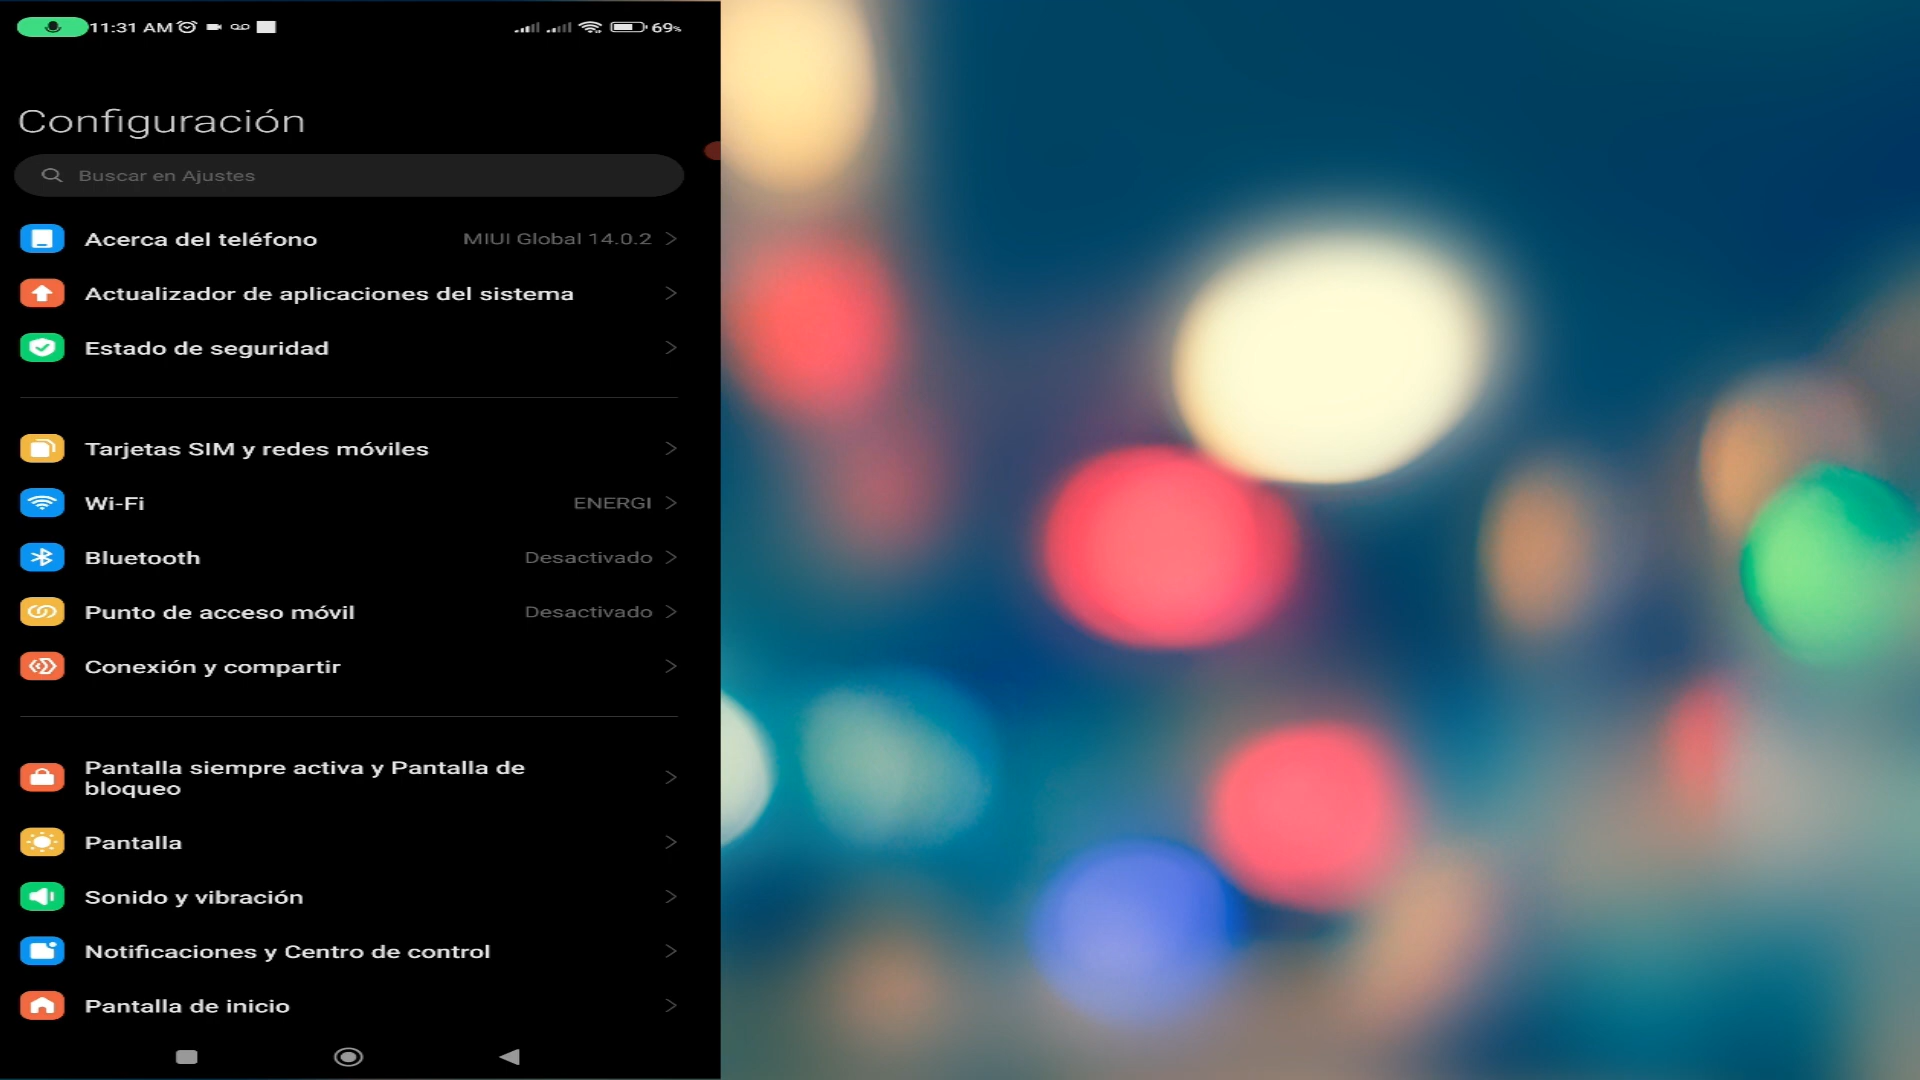 11:31 AM 69%
Configuración
Buscar en Ajustes
Acerca del teléfono MIUI Global 14.0.2
Actualizador de aplicaciones del sistema
Estado de seguridad
Tarjetas SIM y redes móviles
Wi-Fi ENERGI
Bluetooth Desactivado
Punto de acceso móvil Desactivado
Conexión y compartir
Pantalla siempre activa y Pantalla de
bloqueo
Pantalla
Sonido y vibración
Notificaciones y Centro de control
Pantalla de inicio